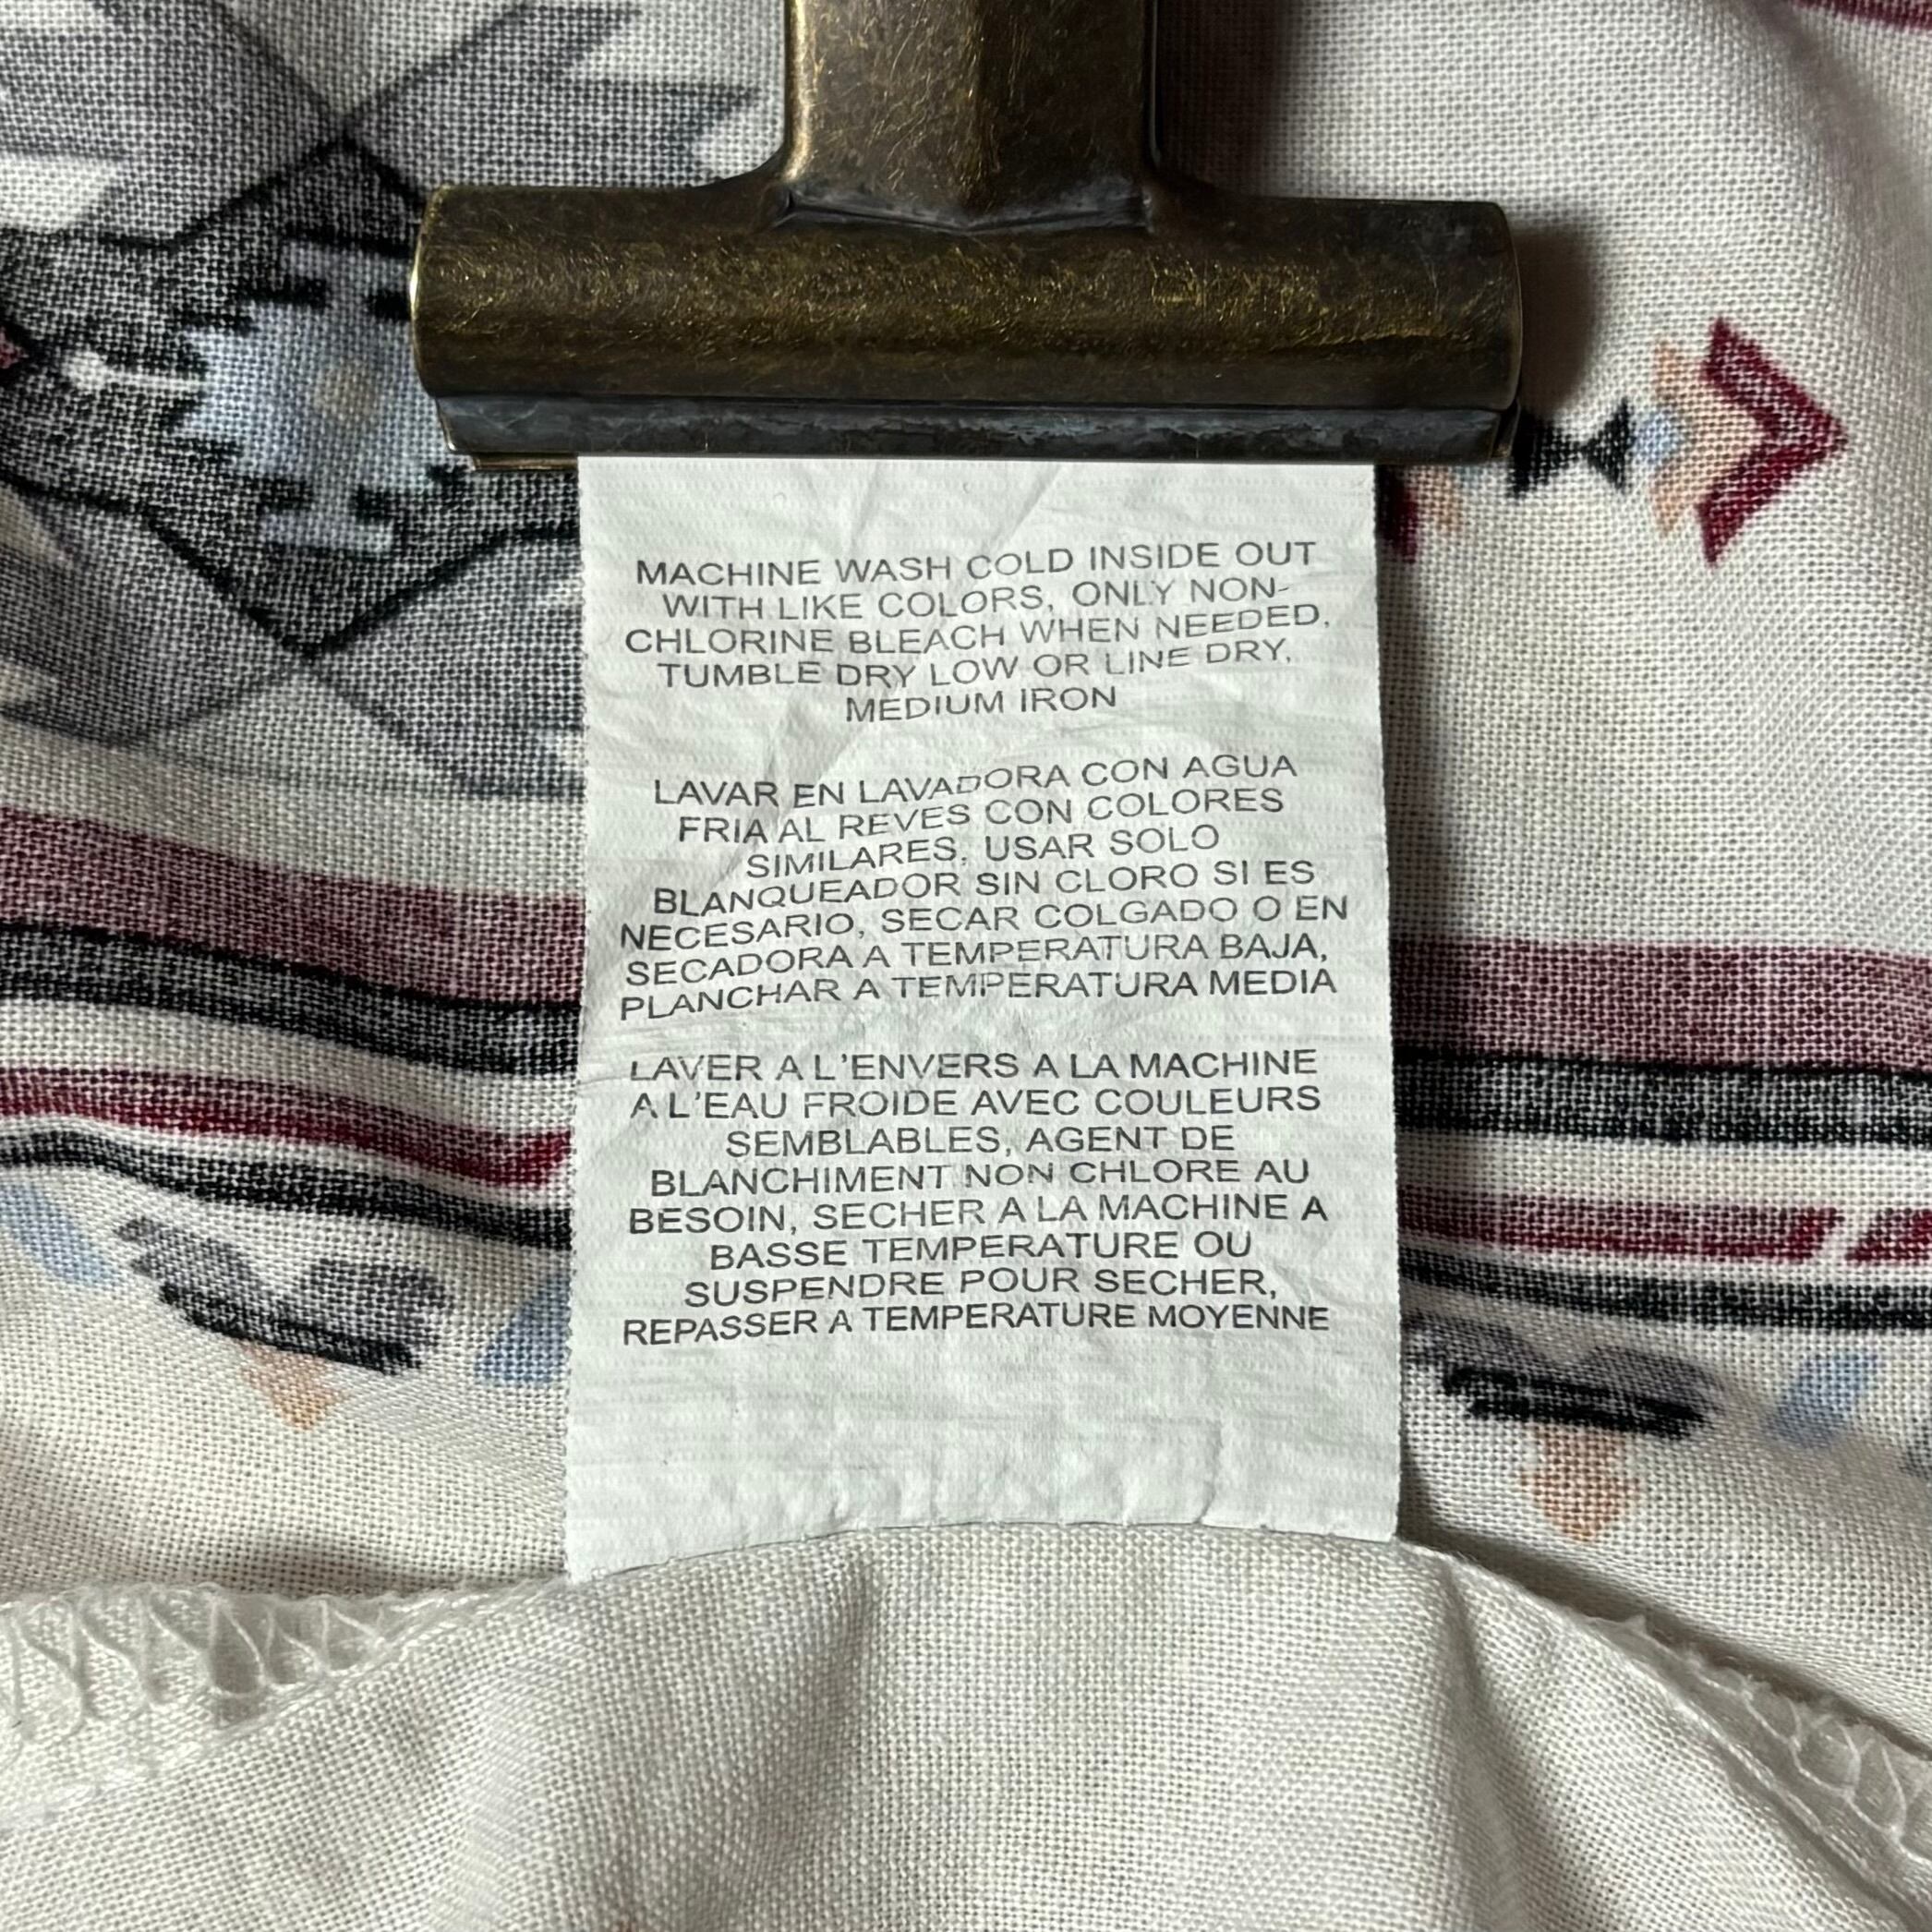 MACHINE WASH COLD INSIDE OUT
WITH LIKE COLORS, ONLY NON-
CHLORINE BLEACH WHEN NEEDED,
TUMBLE DRY LOW OR LINE DRY,
MEDIUM IRON
LAVAR EN LAVADORA CON AGUA
FRIA AL REVES CON COLORES
SIMILARES, USAR SOLO
BLANQUEADOR SIN CLORO SI ES
NECESARIO, SECAR COLGADO O EN
SECADORA A TEMPERATURA BAJA,
PLANCHAR A TEMPERATURA MEDIA
LAVER A L'ENVERS A LA MACHINE
A L'EAU FROIDE AVEC COULEURS
SEMBLABLES, AGENT DE
BLANCHIMENT NON CHLORE AU
BESOIN, SECHER A LA MACHINE A
BASSE TEMPERATURE OU
SUSPENDRE POUR SECHER,
REPASSER A TEMPERATURE MOYENNE